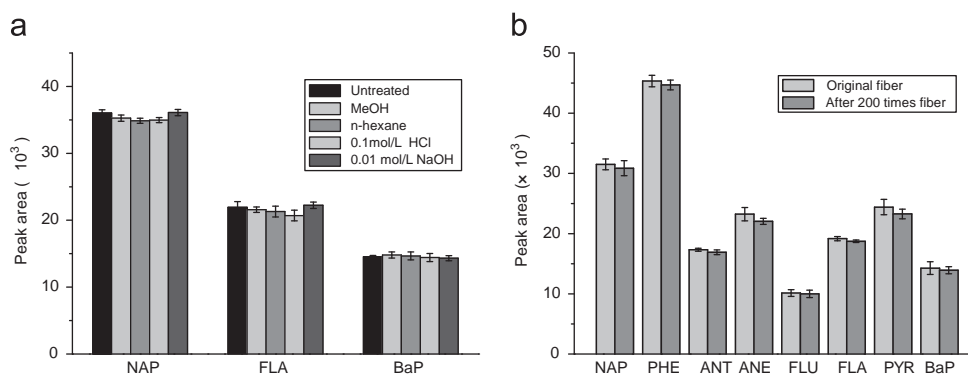 a
Peak area ( 10³)
40
30
20
10
0
Untreated
MeOH
n-hexane
0.1mol/L HCl
0.01 mol/L NaOH
NAP FLA BaP
b
Peak area (× 10³)
50
40
30
20
10
0
Original fiber
After 200 times fiber
NAP PHE ANT ANE FLU FLA PYR BaP